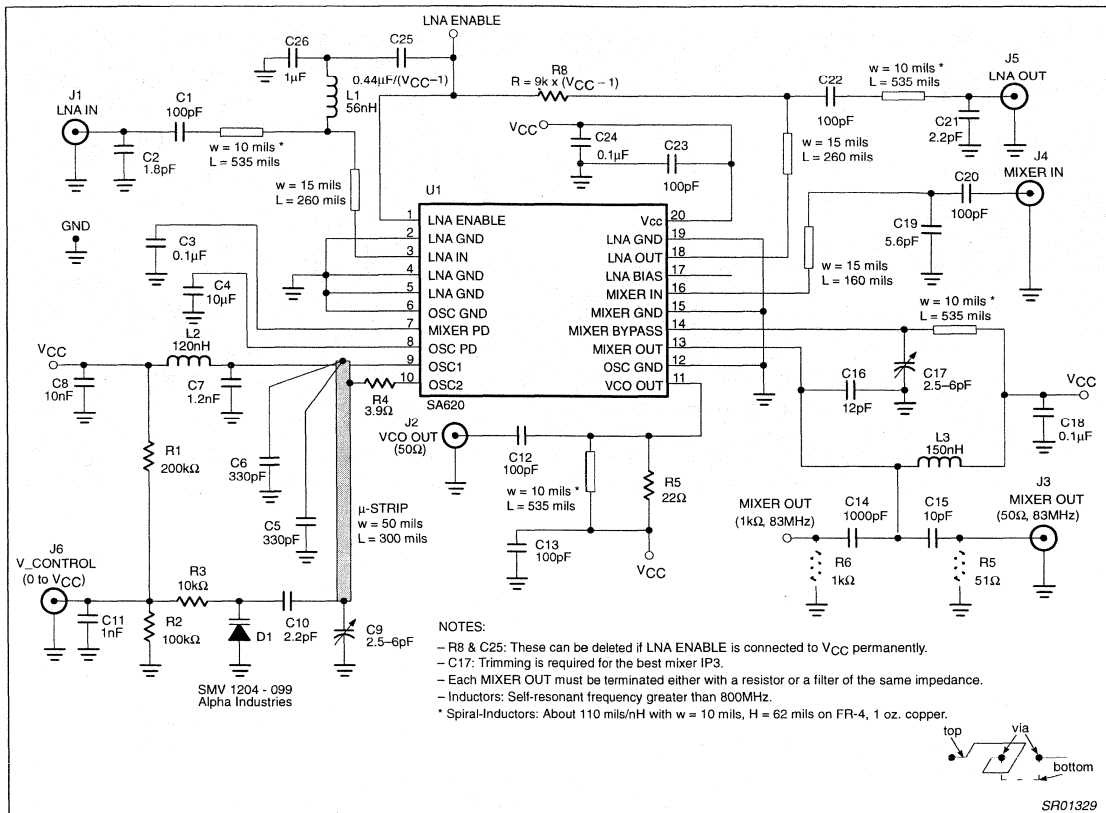 LNA ENABLE
C26
1µF
C25
0.44µF/(VCC−1)
L1
56nH
R8
R = 9k x (VCC − 1)
C22
100pF
w = 10 mils *
L = 535 mils
J5
LNA OUT
C21
2.2pF
J1
LNA IN
C1
100pF
C2
1.8pF
w = 10 mils *
L = 535 mils
w = 15 mils
L = 260 mils
VCC
C24
0.1µF
C23
100pF
w = 15 mils
L = 260 mils
J4
MIXER IN
C20
100pF
C19
5.6pF
w = 15 mils
L = 160 mils
GND
C3
0.1µF
C4
10µF
U1
1 LNA ENABLE
2 LNA GND
3 LNA IN
4 LNA GND
5 LNA GND
6 OSC GND
7 MIXER PD
8 OSC PD
9 OSC1
10 OSC2
Vcc 20
LNA GND 19
LNA OUT 18
LNA BIAS 17
MIXER IN 16
MIXER GND 15
MIXER BYPASS 14
MIXER OUT 13
OSC GND 12
VCO OUT 11
SA620
w = 10 mils *
L = 535 mils
C17
2.5–6pF
C16
12pF
VCC
C18
0.1µF
L3
150nH
VCC
L2
120nH
C8
10nF
C7
1.2nF
R4
3.9Ω
R1
200kΩ
C6
330pF
C5
330pF
µ-STRIP
w = 50 mils
L = 300 mils
J2
VCO OUT
(50Ω)
C12
100pF
w = 10 mils *
L = 535 mils
R5
22Ω
C13
100pF
VCC
MIXER OUT
(1kΩ, 83MHz)
C14
1000pF
C15
10pF
J3
MIXER OUT
(50Ω, 83MHz)
R6
1kΩ
R5
51Ω
J6
V_CONTROL
(0 to VCC)
C11
1nF
R3
10kΩ
R2
100kΩ
D1
C10
2.2pF
C9
2.5–6pF
SMV 1204 - 099
Alpha Industries
NOTES:
– R8 & C25: These can be deleted if LNA ENABLE is connected to VCC permanently.
– C17: Trimming is required for the best mixer IP3.
– Each MIXER OUT must be terminated either with a resistor or a filter of the same impedance.
– Inductors: Self-resonant frequency greater than 800MHz.
* Spiral-Inductors: About 110 mils/nH with w = 10 mils, H = 62 mils on FR-4, 1 oz. copper.
top
via
bottom
SR01329